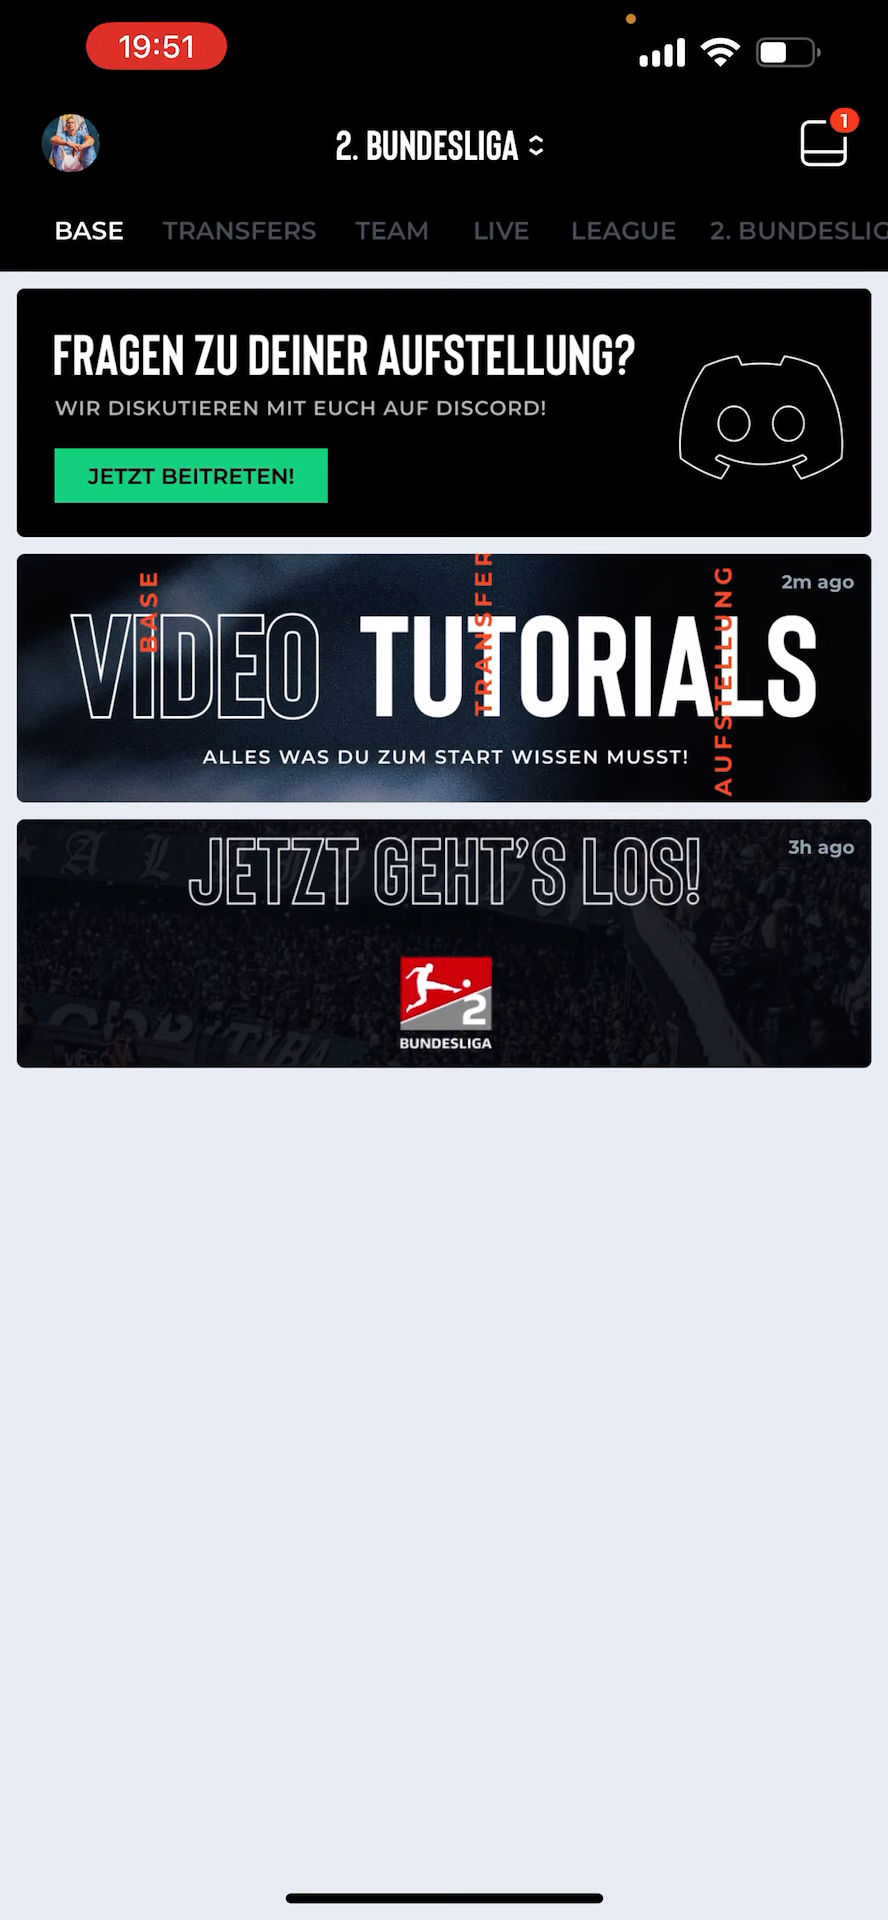 19:51
2. BUNDESLIGA
1
BASE TRANSFERS TEAM LIVE LEAGUE 2. BUNDESLIG
FRAGEN ZU DEINER AUFSTELLUNG?
WIR DISKUTIEREN MIT EUCH AUF DISCORD!
JETZT BEITRETEN!
2m ago
BASE
TRANSFER
AUFSTELLUNG
VIDEO TUTORIALS
ALLES WAS DU ZUM START WISSEN MUSST!
3h ago
JETZT GEHT'S LOS!
2
BUNDESLIGA